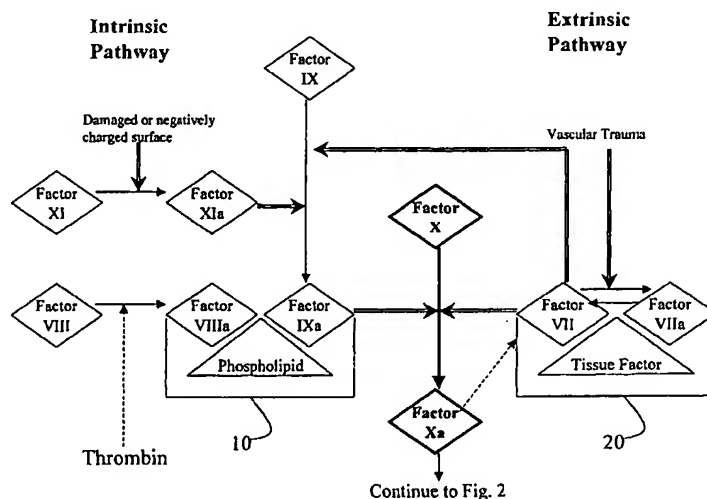 Intrinsic
Pathway
Extrinsic
Pathway
Factor
IX
Damaged or negatively
charged surface
Vascular Trauma
Factor
XI
Factor
XIa
Factor
X
Factor
VIII
Factor
VIIIa
Factor
IXa
Factor
VII
Factor
VIIa
Phospholipid
Tissue Factor
Factor
Xa
10
20
Thrombin
Continue to Fig. 2